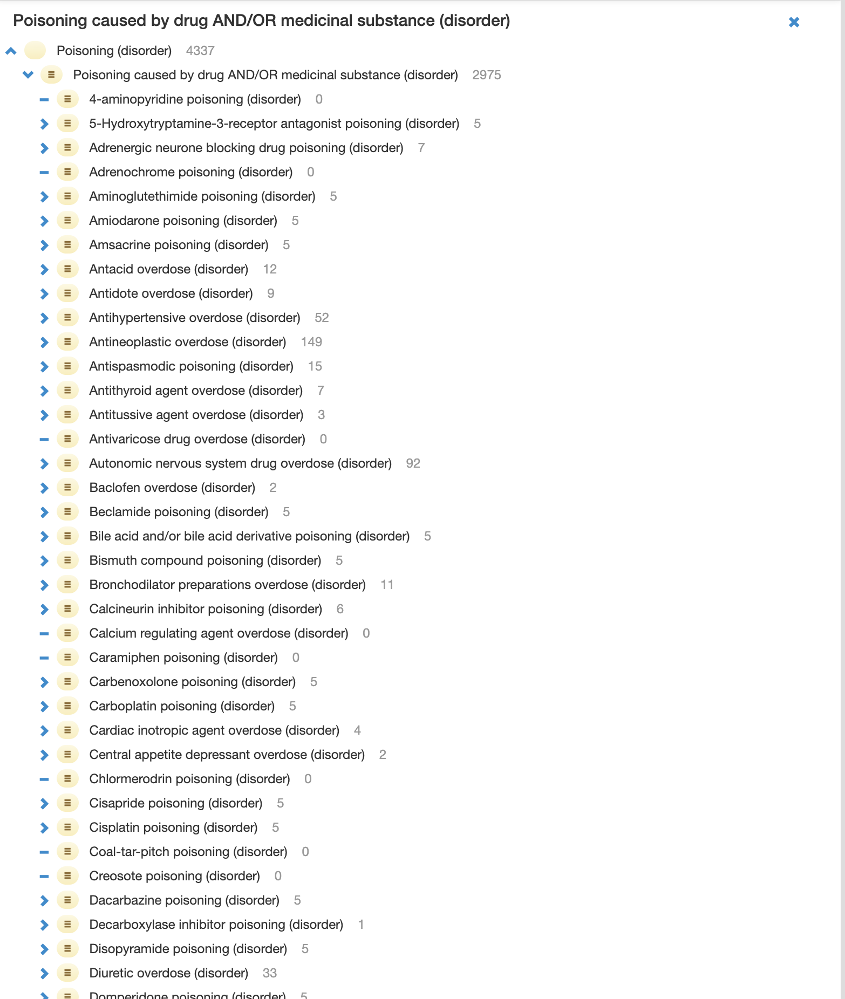 Poisoning caused by drug AND/OR medicinal substance (disorder)
Poisoning (disorder) 4337
Poisoning caused by drug AND/OR medicinal substance (disorder) 2975
4-aminopyridine poisoning (disorder) 0
5-Hydroxytryptamine-3-receptor antagonist poisoning (disorder) 5
Adrenergic neurone blocking drug poisoning (disorder) 7
Adrenochrome poisoning (disorder) 0
Aminoglutethimide poisoning (disorder) 5
Amiodarone poisoning (disorder) 5
Amsacrine poisoning (disorder) 5
Antacid overdose (disorder) 12
Antidote overdose (disorder) 9
Antihypertensive overdose (disorder) 52
Antineoplastic overdose (disorder) 149
Antispasmodic poisoning (disorder) 15
Antithyroid agent overdose (disorder) 7
Antitussive agent overdose (disorder) 3
Antivaricose drug overdose (disorder) 0
Autonomic nervous system drug overdose (disorder) 92
Baclofen overdose (disorder) 2
Beclamide poisoning (disorder) 5
Bile acid and/or bile acid derivative poisoning (disorder) 5
Bismuth compound poisoning (disorder) 5
Bronchodilator preparations overdose (disorder) 11
Calcineurin inhibitor poisoning (disorder) 6
Calcium regulating agent overdose (disorder) 0
Caramiphen poisoning (disorder) 0
Carbenoxolone poisoning (disorder) 5
Carboplatin poisoning (disorder) 5
Cardiac inotropic agent overdose (disorder) 4
Central appetite depressant overdose (disorder) 2
Chlormerodrin poisoning (disorder) 0
Cisapride poisoning (disorder) 5
Cisplatin poisoning (disorder) 5
Coal-tar-pitch poisoning (disorder) 0
Creosote poisoning (disorder) 0
Dacarbazine poisoning (disorder) 5
Decarboxylase inhibitor poisoning (disorder) 1
Disopyramide poisoning (disorder) 5
Diuretic overdose (disorder) 33
Domperidone poisoning (disorder) 5